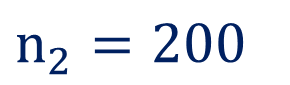 n₂ = 200